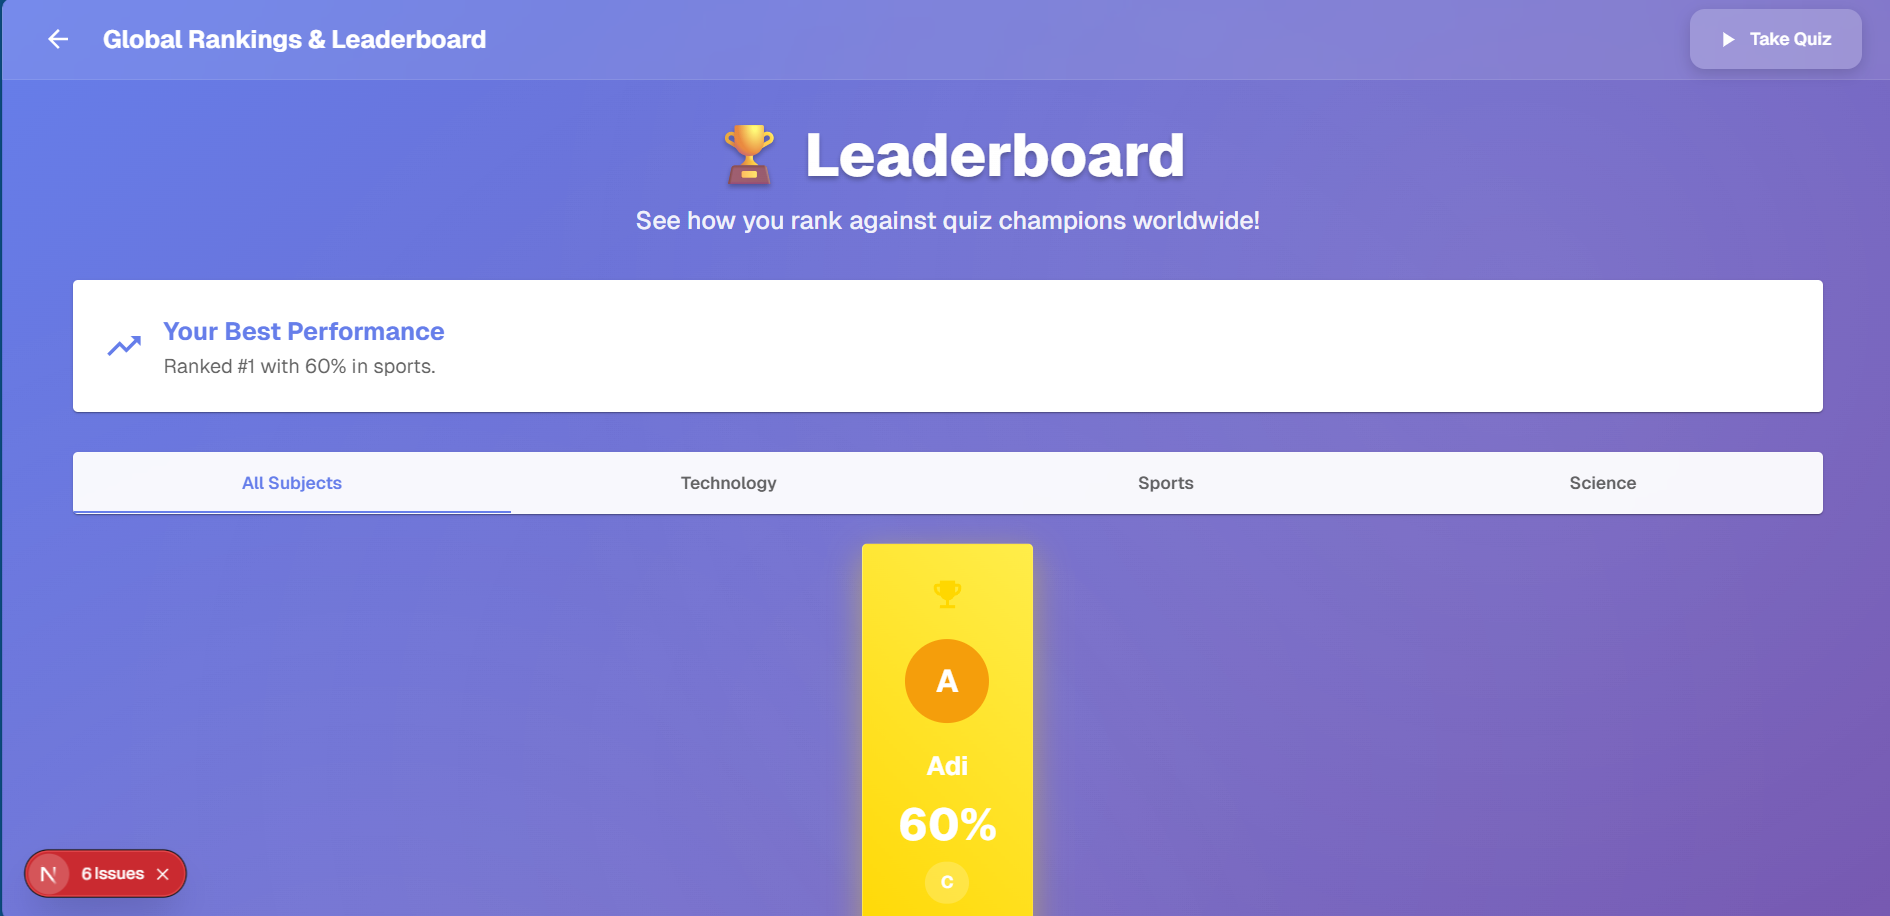 Global Rankings & Leaderboard
Take Quiz
Leaderboard
See how you rank against quiz champions worldwide!
Your Best Performance
Ranked #1 with 60% in sports.
All Subjects
Technology
Sports
Science
A
Adi
60%
C
N
6 Issues